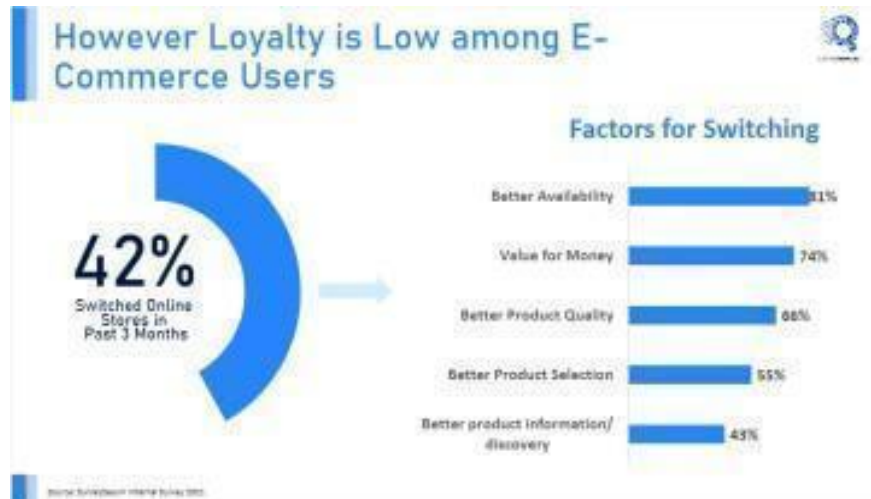 However Loyalty is Low among E-
Commerce Users
42%
Switched Online
Stores in
Past 3 Months
Factors for Switching
Better Availability
81%
Value for Money
74%
Better Product Quality
66%
Better Product Selection
55%
Better product information/
discovery
43%